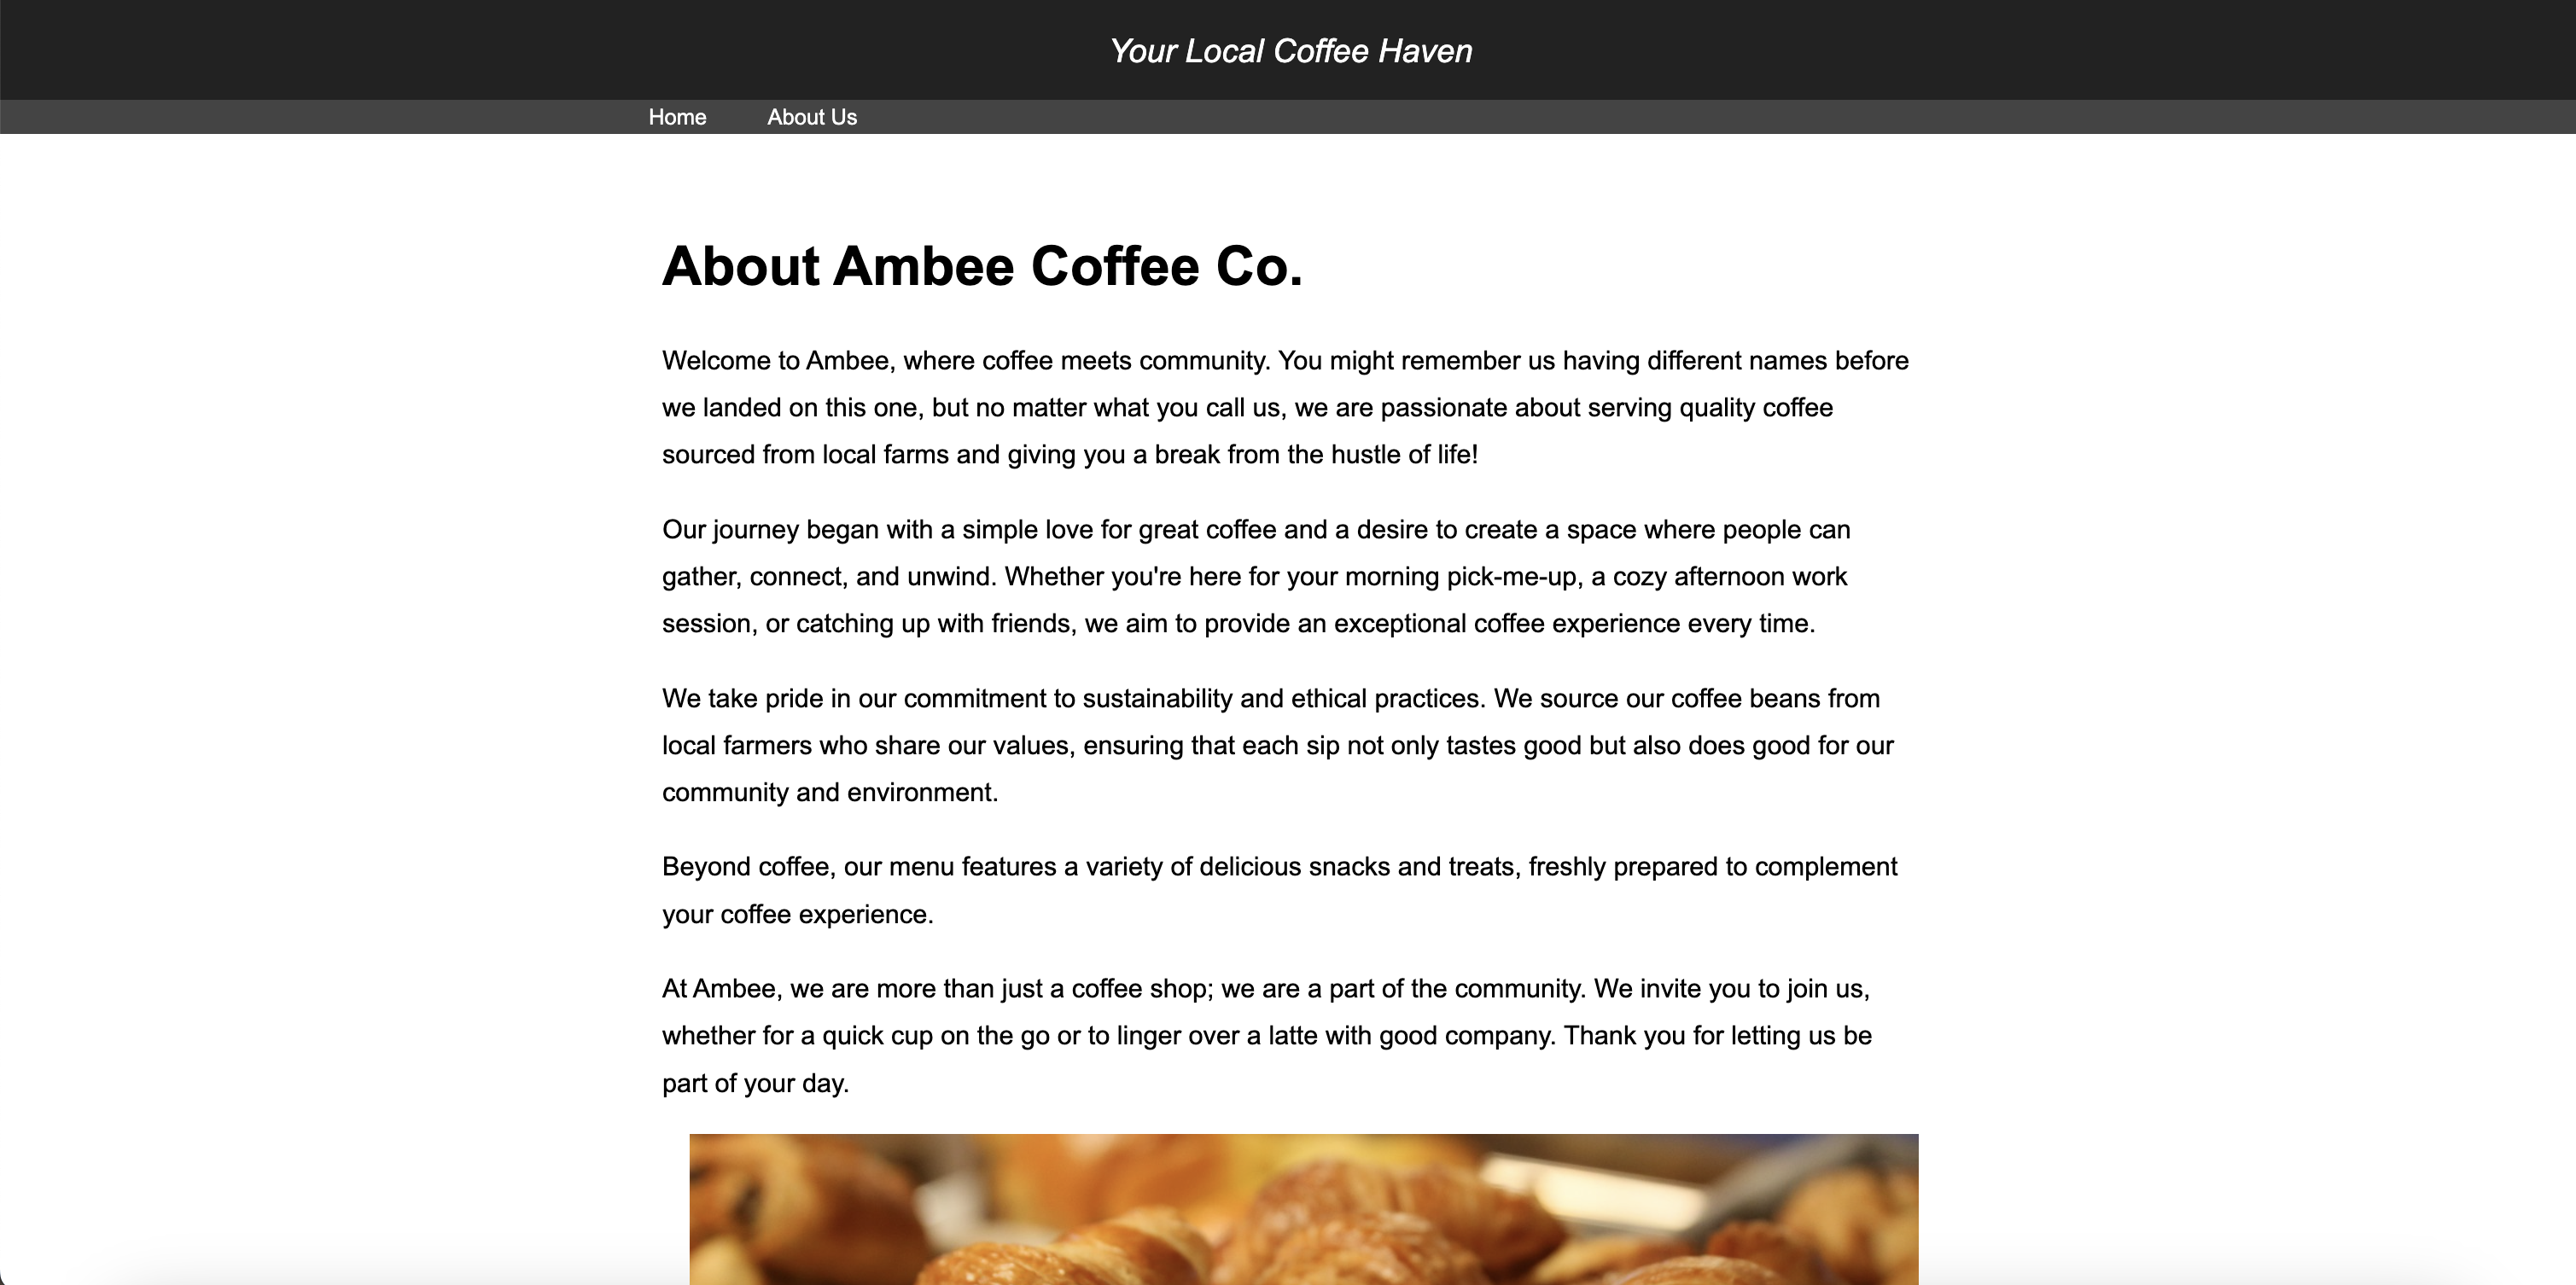 Your Local Coffee Haven
Home About Us
About Ambee Coffee Co.
Welcome to Ambee, where coffee meets community. You might remember us having different names before
we landed on this one, but no matter what you call us, we are passionate about serving quality coffee
sourced from local farms and giving you a break from the hustle of life!
Our journey began with a simple love for great coffee and a desire to create a space where people can
gather, connect, and unwind. Whether you're here for your morning pick-me-up, a cozy afternoon work
session, or catching up with friends, we aim to provide an exceptional coffee experience every time.
We take pride in our commitment to sustainability and ethical practices. We source our coffee beans from
local farmers who share our values, ensuring that each sip not only tastes good but also does good for our
community and environment.
Beyond coffee, our menu features a variety of delicious snacks and treats, freshly prepared to complement
your coffee experience.
At Ambee, we are more than just a coffee shop; we are a part of the community. We invite you to join us,
whether for a quick cup on the go or to linger over a latte with good company. Thank you for letting us be
part of your day.